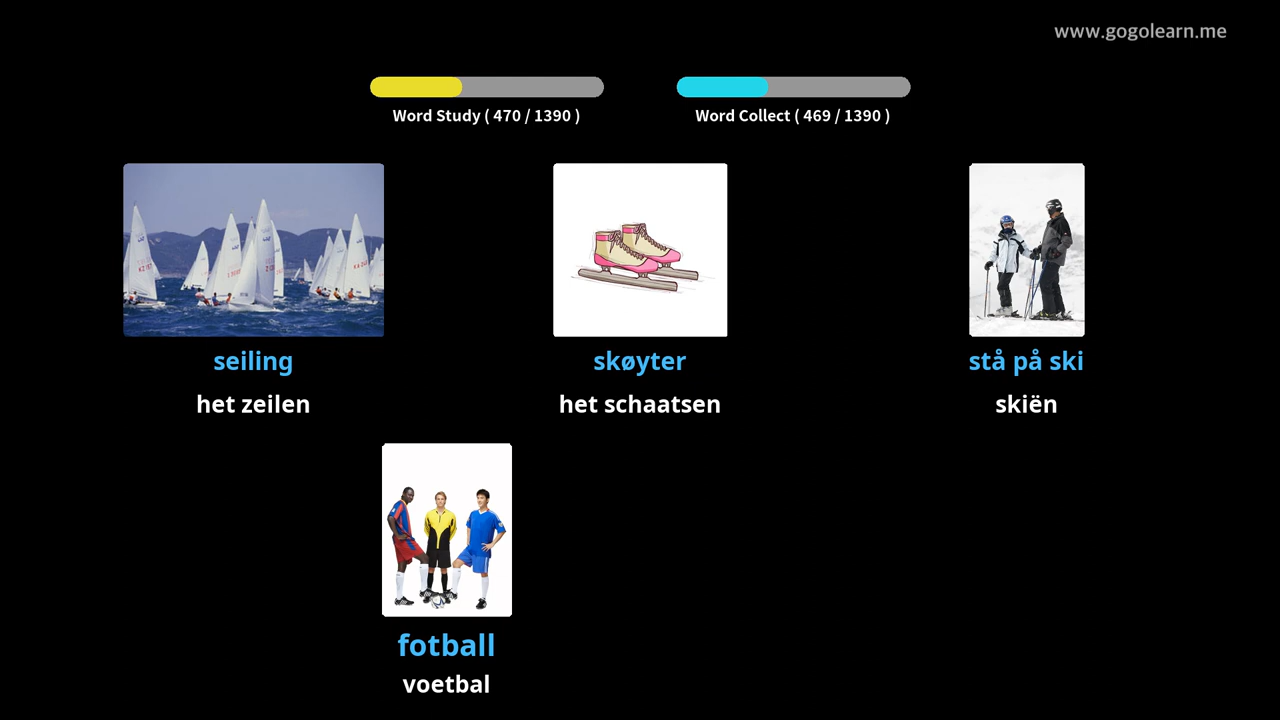 www.gogolearn.me
Word Study ( 470 / 1390 )
Word Collect ( 469 / 1390 )
seiling
skøyter
stå på ski
het zeilen
het schaatsen
skiën
fotball
voetbal